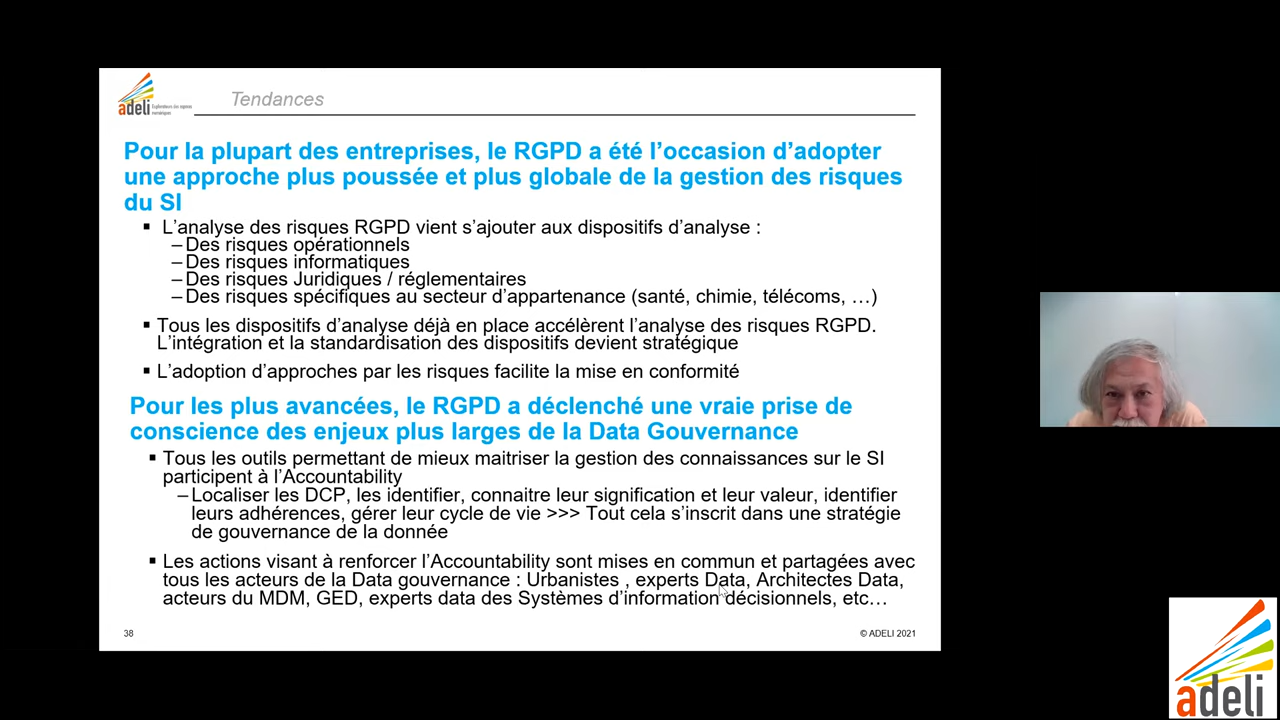 adeli
Explorateurs des espaces
numériques
Tendances
Pour la plupart des entreprises, le RGPD a été l’occasion d’adopter
une approche plus poussée et plus globale de la gestion des risques
du SI
▪ L’analyse des risques RGPD vient s’ajouter aux dispositifs d’analyse :
–Des risques opérationnels
–Des risques informatiques
–Des risques Juridiques / réglementaires
–Des risques spécifiques au secteur d’appartenance (santé, chimie, télécoms, …)
▪ Tous les dispositifs d’analyse déjà en place accélèrent l’analyse des risques RGPD.
L’intégration et la standardisation des dispositifs devient stratégique
▪ L’adoption d’approches par les risques facilite la mise en conformité
Pour les plus avancées, le RGPD a déclenché une vraie prise de
conscience des enjeux plus larges de la Data Gouvernance
▪ Tous les outils permettant de mieux maitriser la gestion des connaissances sur le SI
participent à l’Accountability
–Localiser les DCP, les identifier, connaitre leur signification et leur valeur, identifier
leurs adhérences, gérer leur cycle de vie >>> Tout cela s’inscrit dans une stratégie
de gouvernance de la donnée
▪ Les actions visant à renforcer l’Accountability sont mises en commun et partagées avec
tous les acteurs de la Data gouvernance : Urbanistes , experts Data, Architectes Data,
acteurs du MDM, GED, experts data des Systèmes d’information décisionnels, etc…
38
© ADELI 2021
adeli